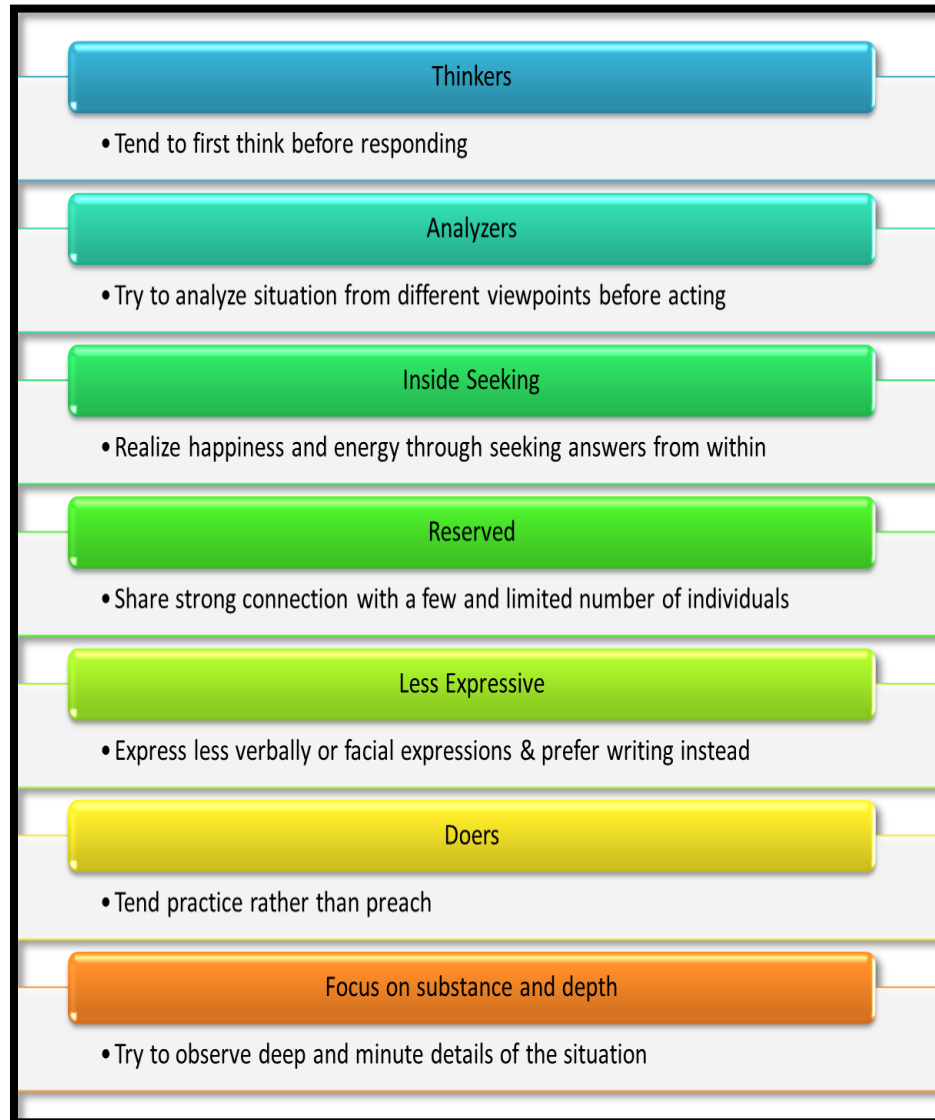 Thinkers
• Tend to first think before responding
Analyzers
• Try to analyze situation from different viewpoints before acting
Inside Seeking
• Realize happiness and energy through seeking answers from within
Reserved
• Share strong connection with a few and limited number of individuals
Less Expressive
• Express less verbally or facial expressions & prefer writing instead
Doers
• Tend practice rather than preach
Focus on substance and depth
• Try to observe deep and minute details of the situation